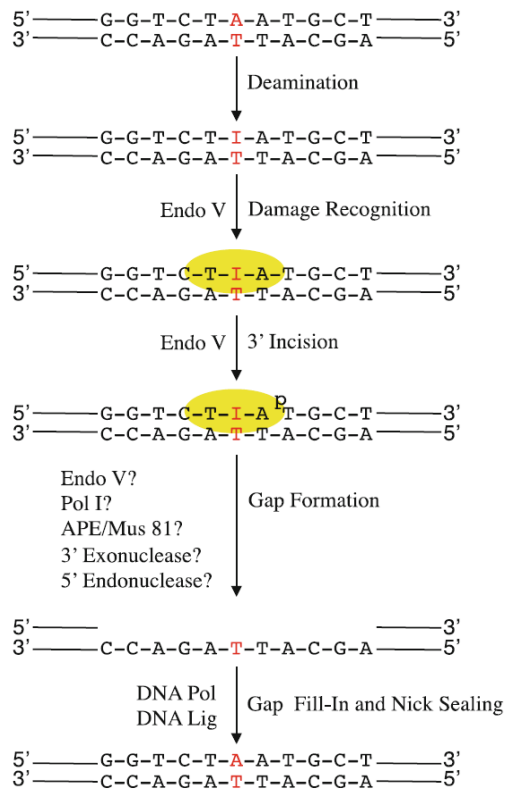 5' G-G-T-C-T-A-A-T-G-C-T 3'
3' C-C-A-G-A-T-T-A-C-G-A 5'
Deamination
5' G-G-T-C-T-I-A-T-G-C-T 3'
3' C-C-A-G-A-T-T-A-C-G-A 5'
Endo V Damage Recognition
5' G-G-T-C-T-I-A-T-G-C-T 3'
3' C-C-A-G-A-T-T-A-C-G-A 5'
Endo V 3' Incision
p
5' G-G-T-C-T-I-A T-G-C-T 3'
3' C-C-A-G-A-T-T-A-C-G-A 5'
Endo V?
Pol I?
Gap Formation
APE/Mus 81?
3' Exonuclease?
5' Endonuclease?
5' 3'
3' C-C-A-G-A-T-T-A-C-G-A 5'
DNA Pol
Gap Fill-In and Nick Sealing
DNA Lig
5' G-G-T-C-T-A-A-T-G-C-T 3'
3' C-C-A-G-A-T-T-A-C-G-A 5'